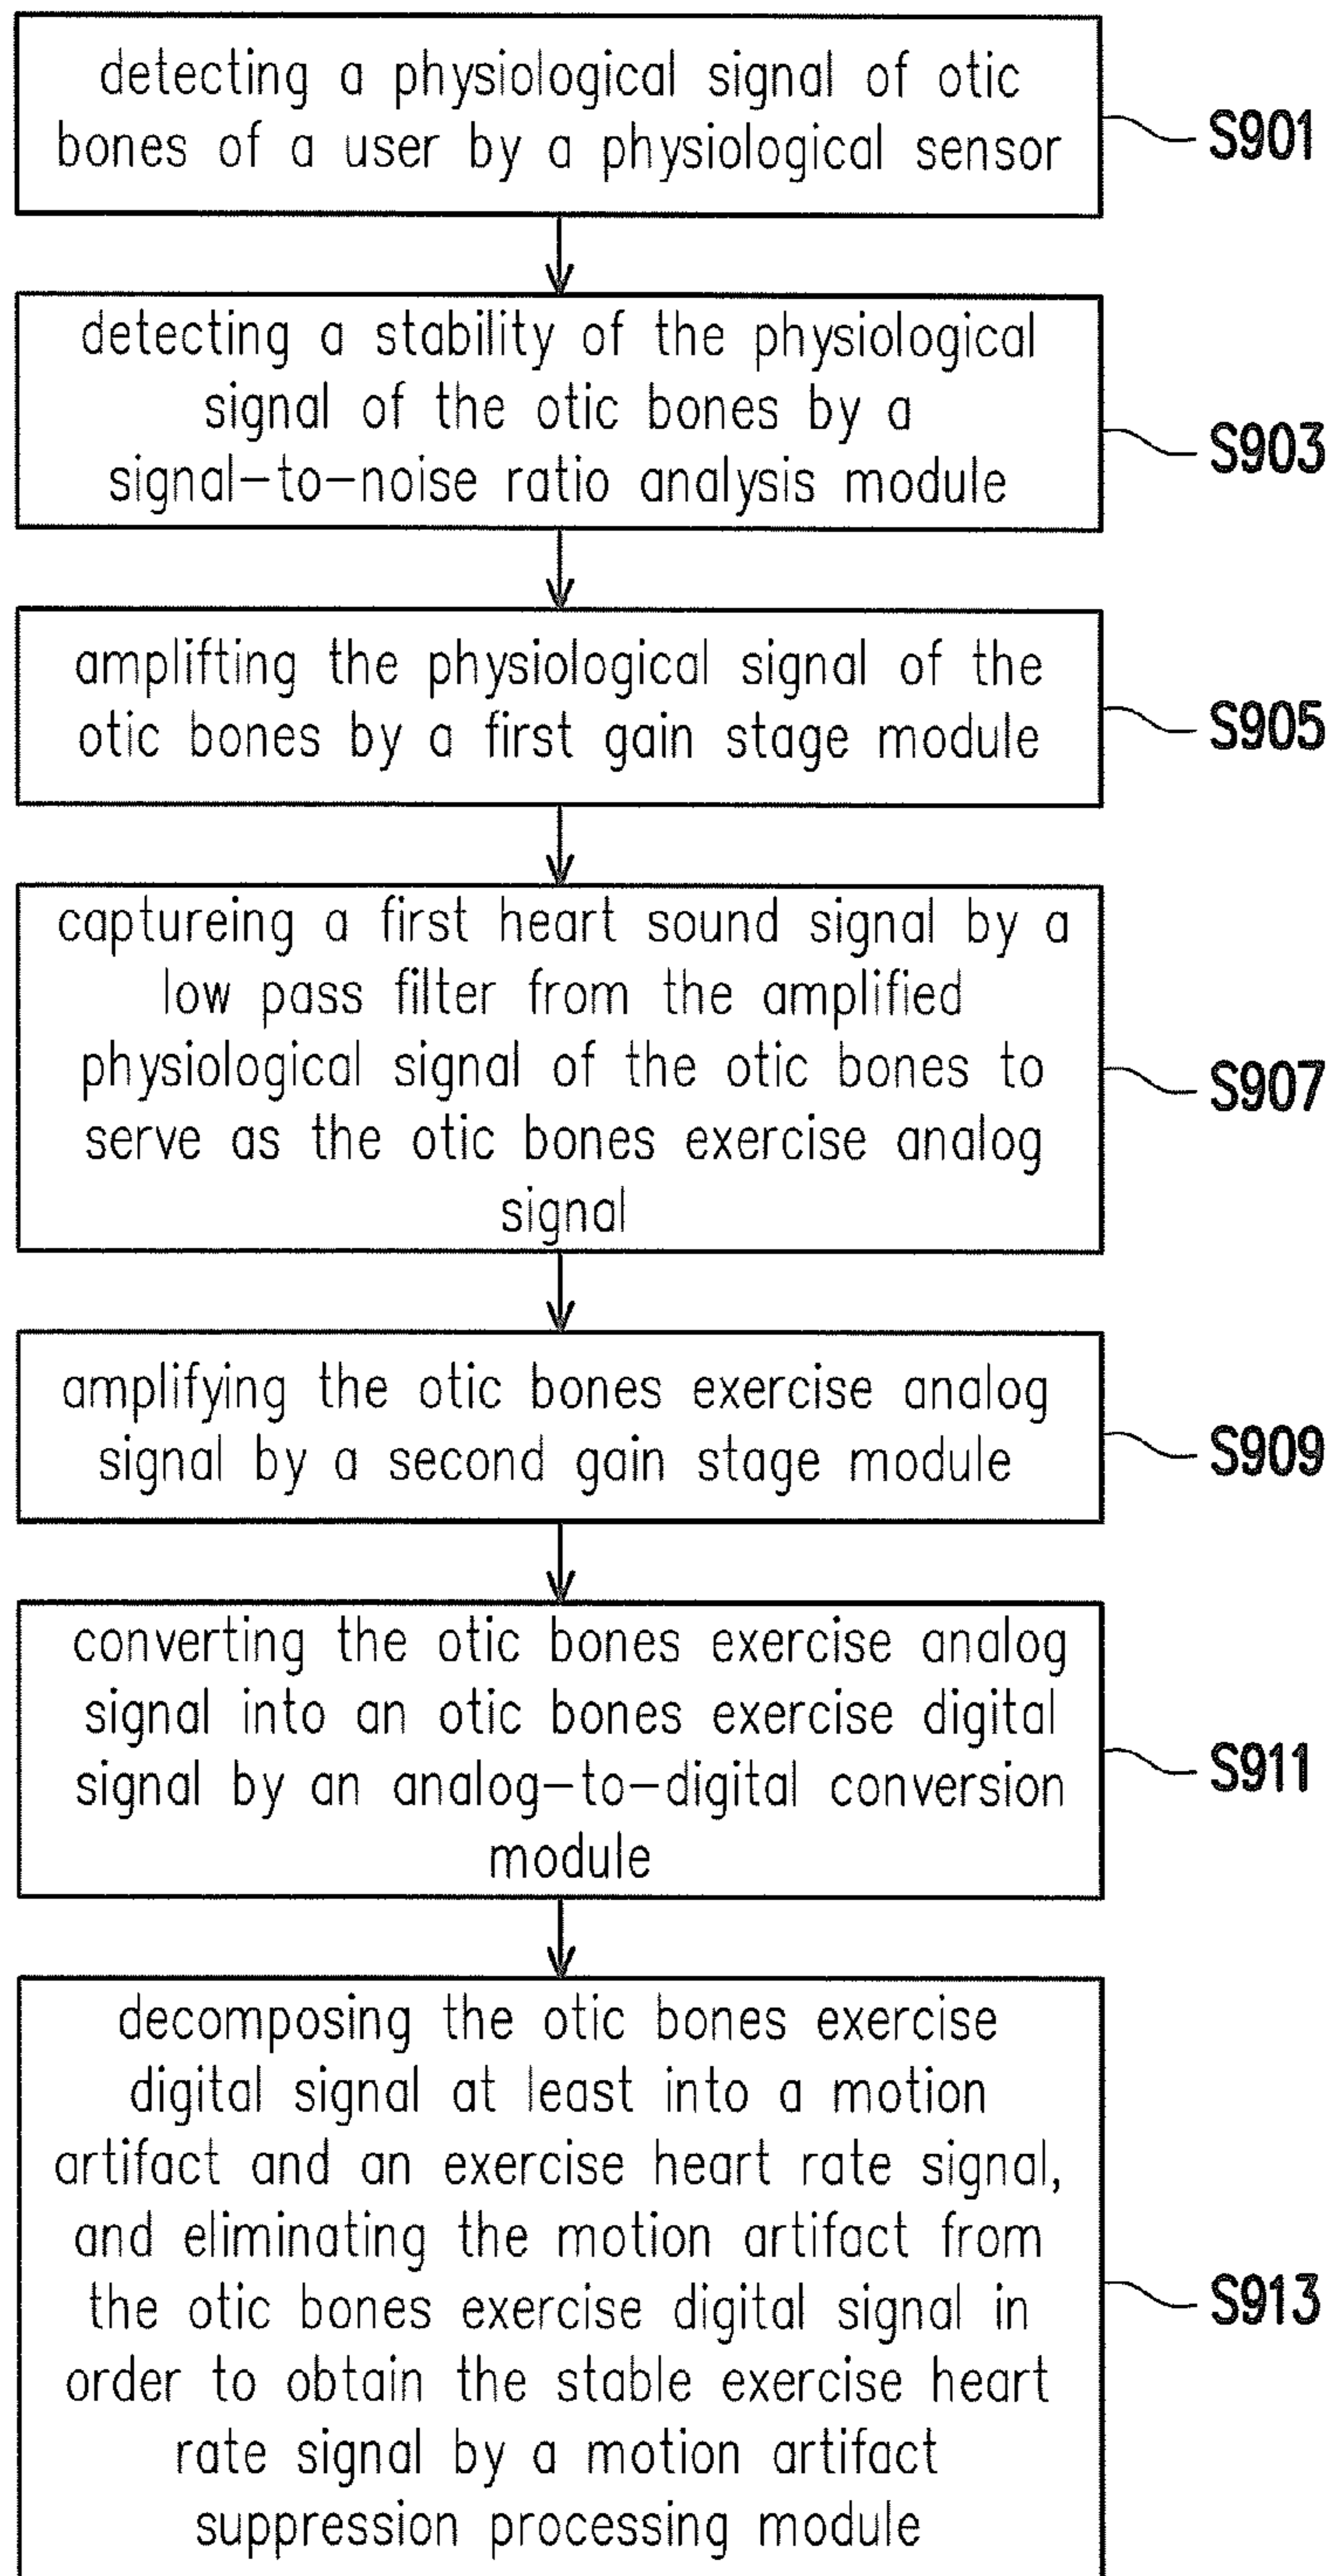 detecting a physiological signal of otic
bones of a user by a physiological sensor
S901
detecting a stability of the physiological
signal of the otic bones by a
signal-to-noise ratio analysis module
S903
amplifting the physiological signal of the
otic bones by a first gain stage module
S905
captureing a first heart sound signal by a
low pass filter from the amplified
physiological signal of the otic bones to
serve as the otic bones exercise analog
signal
S907
amplifying the otic bones exercise analog
signal by a second gain stage module
S909
converting the otic bones exercise analog
signal into an otic bones exercise digital
signal by an analog-to-digital conversion
module
S911
decomposing the otic bones exercise
digital signal at least into a motion
artifact and an exercise heart rate signal,
and eliminating the motion artifact from
the otic bones exercise digital signal in
order to obtain the stable exercise heart
rate signal by a motion artifact
suppression processing module
S913